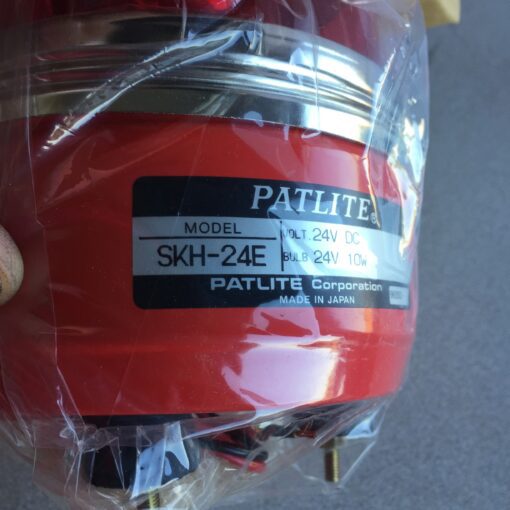 PATLITE®
MODEL
SKH-24E
VOLT. 24V DC
BULB 24V 10W
PATLITE Corporation
MADE IN JAPAN